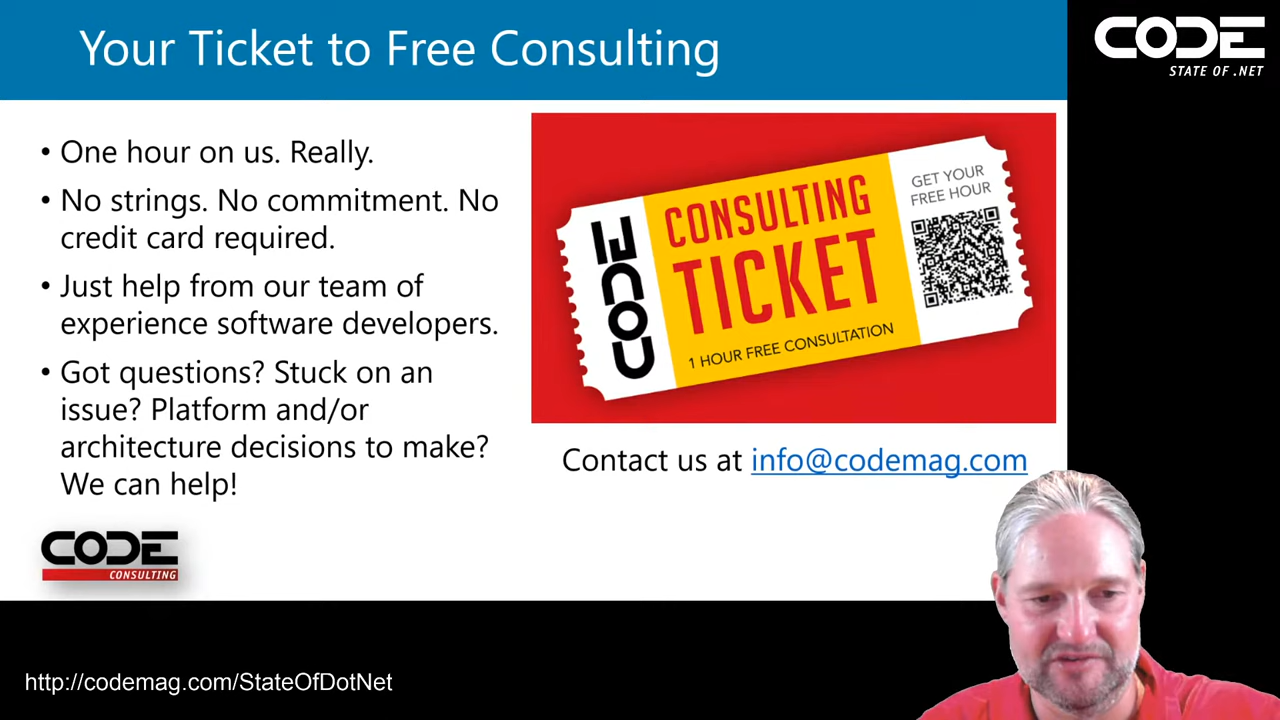 Your Ticket to Free Consulting
CODE
STATE OF .NET
• One hour on us. Really.
• No strings. No commitment. No
credit card required.
• Just help from our team of
experience software developers.
• Got questions? Stuck on an
issue? Platform and/or
architecture decisions to make?
We can help!
CODE
CONSULTING
TICKET
1 HOUR FREE CONSULTATION
GET YOUR
FREE HOUR
Contact us at info@codemag.com
CODE
CONSULTING
http://codemag.com/StateOfDotNet